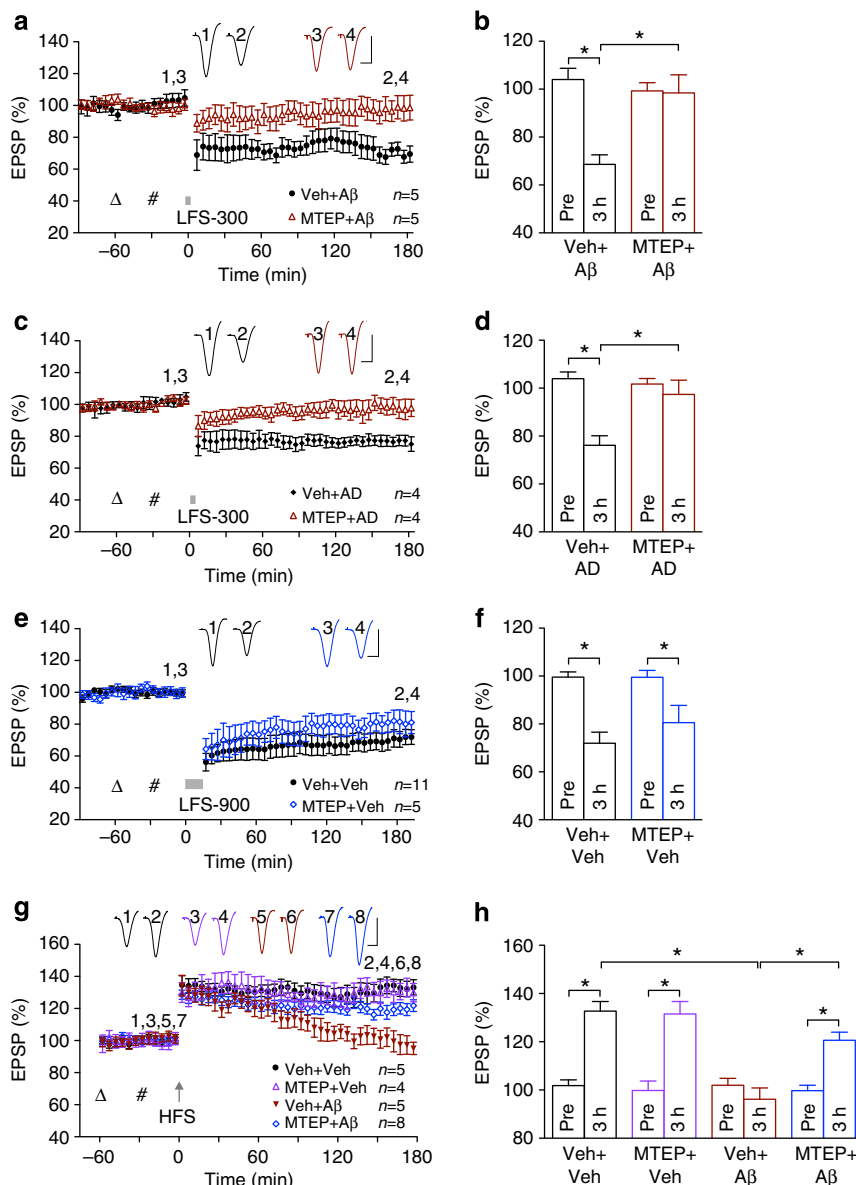 a
1 2 3 4
1,3
2,4
EPSP (%)
140
120
100
80
60
40
20
Δ # LFS-300
Veh+Aβ n=5
MTEP+Aβ n=5
−60 0 60 120 180
Time (min)
b
EPSP (%)
120
100
80
60
40
* *
Pre 3 h Pre 3 h
Veh+ MTEP+
Aβ Aβ
c
1 2 3 4
1,3
2,4
EPSP (%)
140
120
100
80
60
40
20
Δ # LFS-300
Veh+AD n=4
MTEP+AD n=4
−60 0 60 120 180
Time (min)
d
EPSP (%)
120
100
80
60
40
* *
Pre 3 h Pre 3 h
Veh+ MTEP+
AD AD
e
1 2 3 4
1,3
2,4
EPSP (%)
140
120
100
80
60
40
20
Δ # LFS-900
Veh+Veh n=11
MTEP+Veh n=5
−60 0 60 120 180
Time (min)
f
EPSP (%)
120
100
80
60
40
* *
Pre 3 h Pre 3 h
Veh+ MTEP+
Veh Veh
g
1 2 3 4 5 6 7 8
2,4,6,8
1,3,5,7
EPSP (%)
160
140
120
100
80
60
40
Δ # HFS
Veh+Veh n=5
MTEP+Veh n=4
Veh+Aβ n=5
MTEP+Aβ n=8
−60 0 60 120 180
Time (min)
h
EPSP (%)
160
140
120
100
80
* * * * *
Pre 3 h Pre 3 h Pre 3 h Pre 3 h
Veh+ MTEP+ Veh+ MTEP+
Veh Veh Aβ Aβ